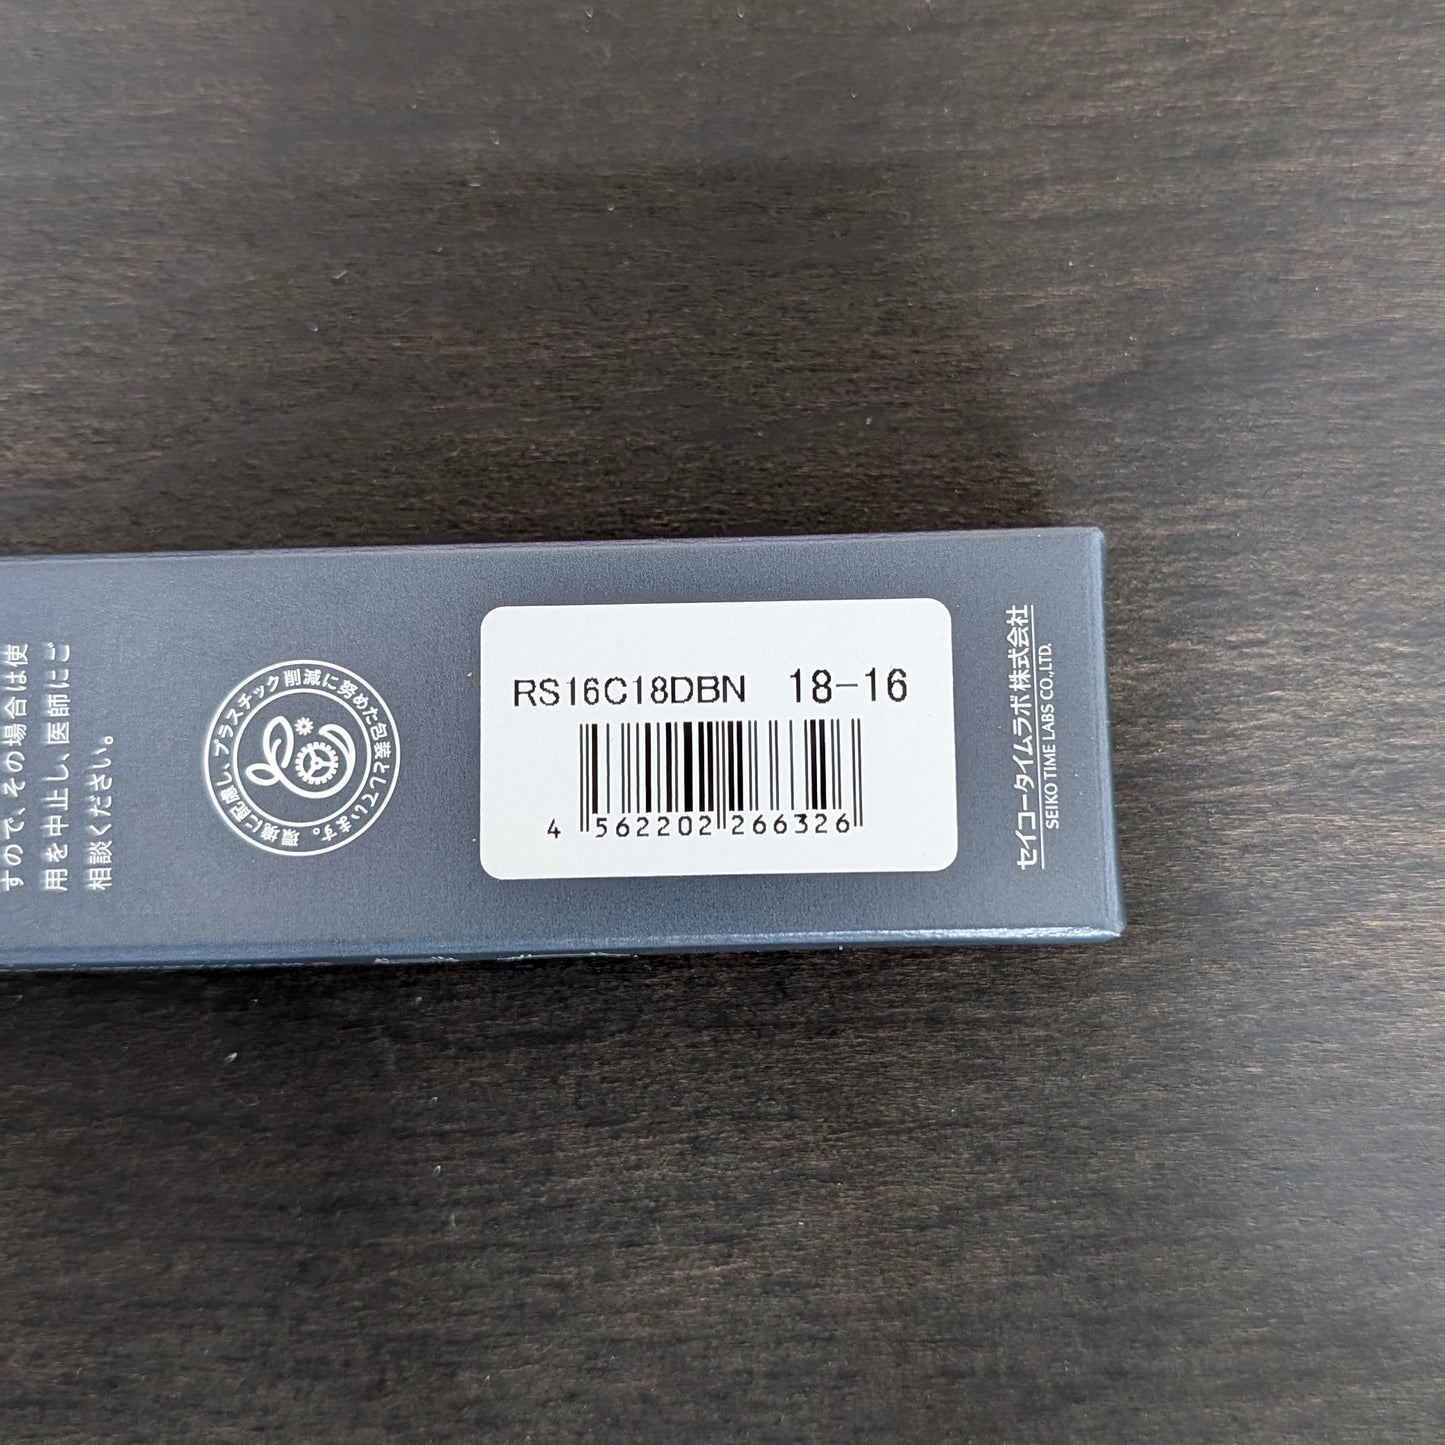 すので、その場合は使
用を中止し、医師にご
相談ください。
環境に配慮し、プラスチック削減に努めた包装としています。
RS16C18DBN 18-16
4 562202 266326
セイコータイムラボ株式会社
SEIKO TIME LABS CO.,LTD.